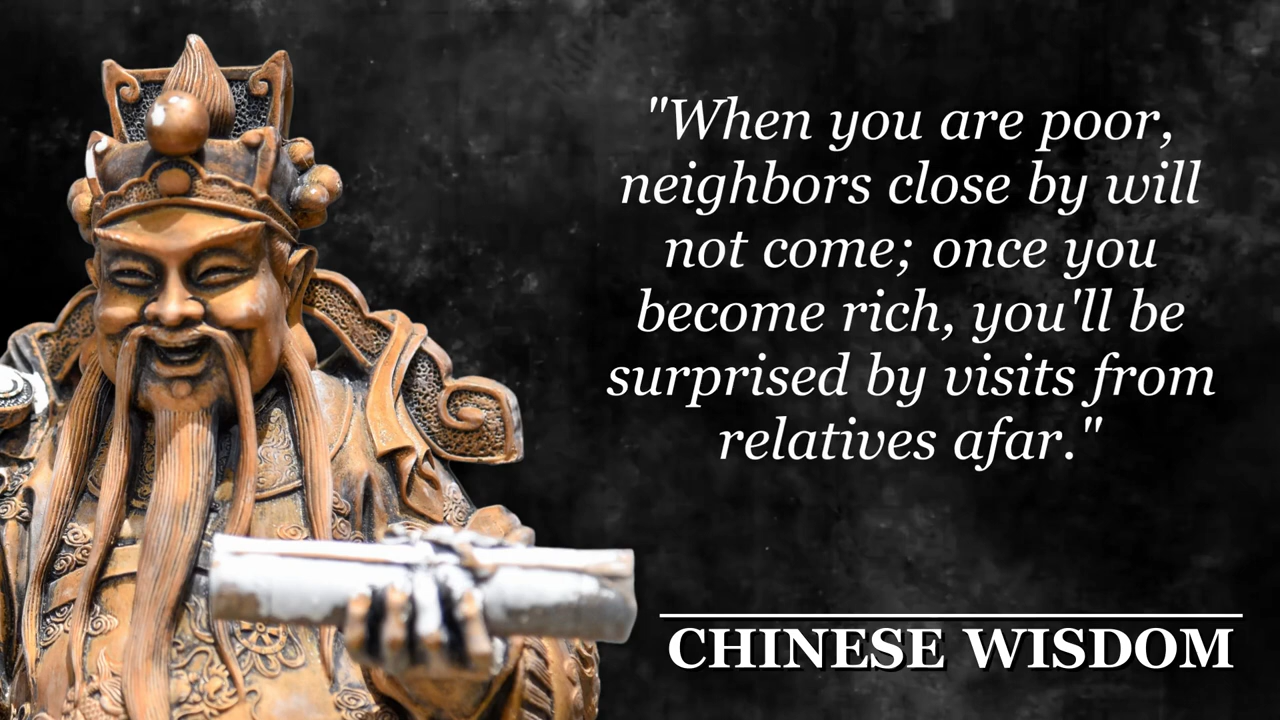 "When you are poor,
neighbors close by will
not come; once you
become rich, you'll be
surprised by visits from
relatives afar."
CHINESE WISDOM